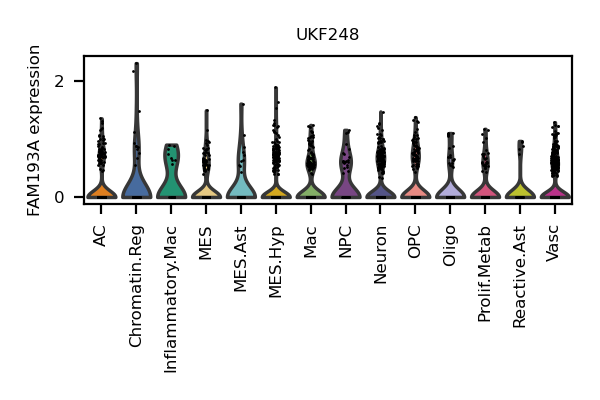 UKF248
FAM193A expression
2
0
AC
Chromatin.Reg
Inflammatory.Mac
MES
MES.Ast
MES.Hyp
Mac
NPC
Neuron
OPC
Oligo
Prolif.Metab
Reactive.Ast
Vasc